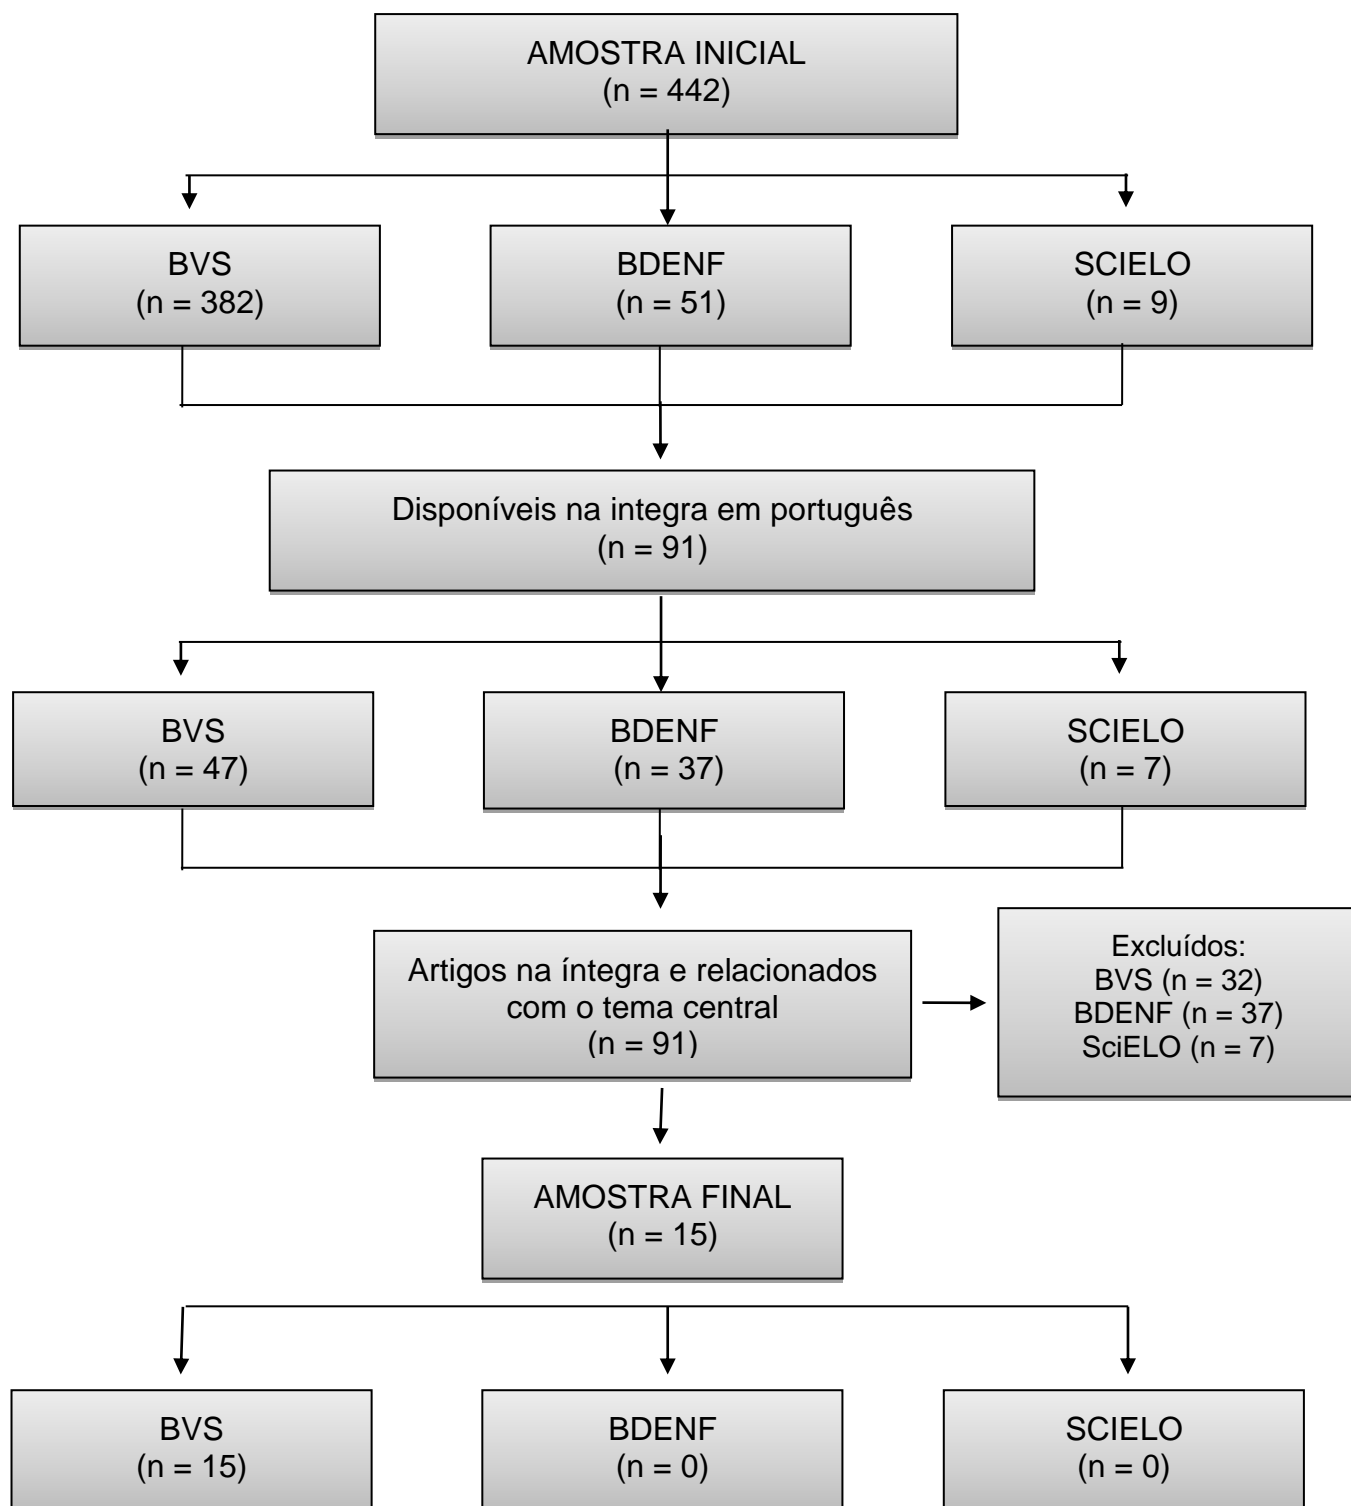 AMOSTRA INICIAL
(n = 442)
BVS
(n = 382)
BDENF
(n = 51)
SCIELO
(n = 9)
Disponíveis na integra em português
(n = 91)
BVS
(n = 47)
BDENF
(n = 37)
SCIELO
(n = 7)
Artigos na íntegra e relacionados
com o tema central
(n = 91)
Excluídos:
BVS (n = 32)
BDENF (n = 37)
SciELO (n = 7)
AMOSTRA FINAL
(n = 15)
BVS
(n = 15)
BDENF
(n = 0)
SCIELO
(n = 0)